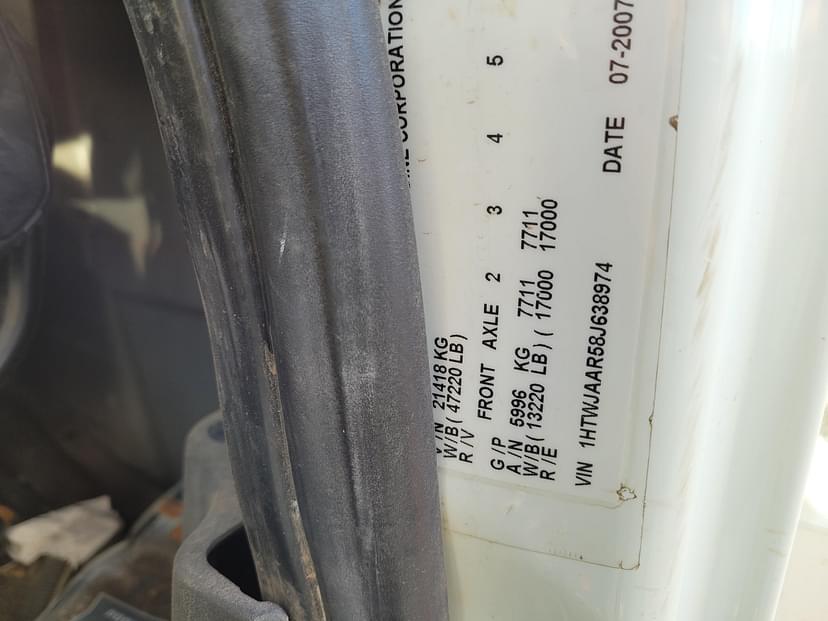 CORPORATION
21418 KG
W/B ( 47220 LB )
R /V
G /P FRONT AXLE 2 3 4 5
A /N 5996 KG 7711 7711
W/B ( 13220 LB ) ( 17000 17000
R /E
VIN 1HTWJAAR58J638974 DATE 07-2007